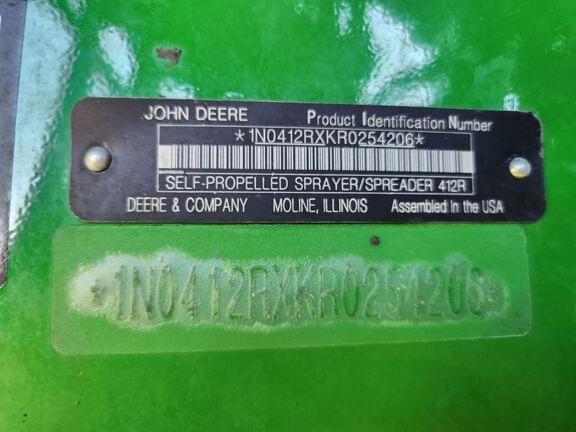 JOHN DEERE Product Identification Number
*1N0412RXKR0254206*
SELF-PROPELLED SPRAYER/SPREADER 412R
DEERE & COMPANY MOLINE, ILLINOIS Assembled in the USA
*1N0412RXKR0254206*